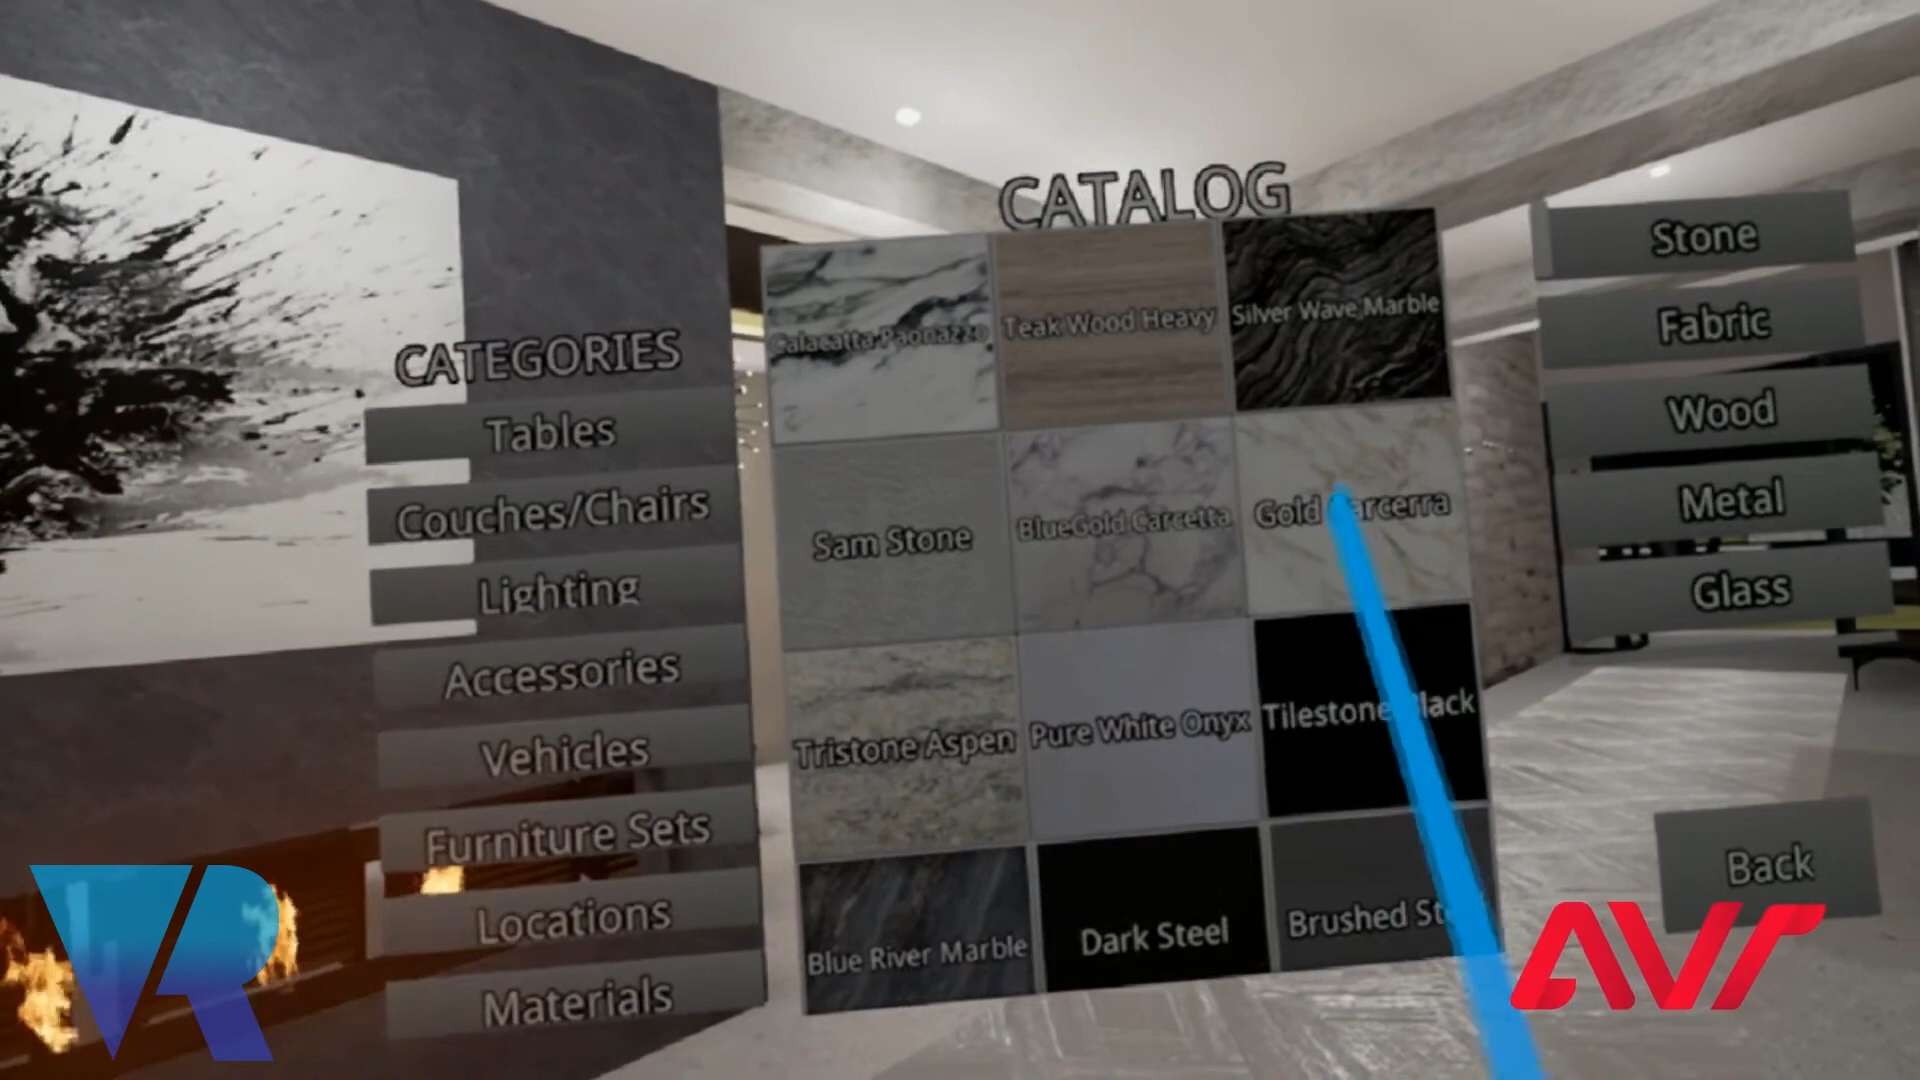 CATALOG
CATEGORIES
Tables
Couches/Chairs
Lighting
Accessories
Vehicles
Furniture Sets
Locations
Materials
Calacatta Paonazzo
Teak Wood Heavy
Silver Wave Marble
Sam Stone
BlueGold Carcetta
Gold
Tristone Aspen
Pure White Onyx
Tilestone
Blue River Marble
Dark Steel
Brushed
Stone
Fabric
Wood
Metal
Glass
Back
VR
AVR